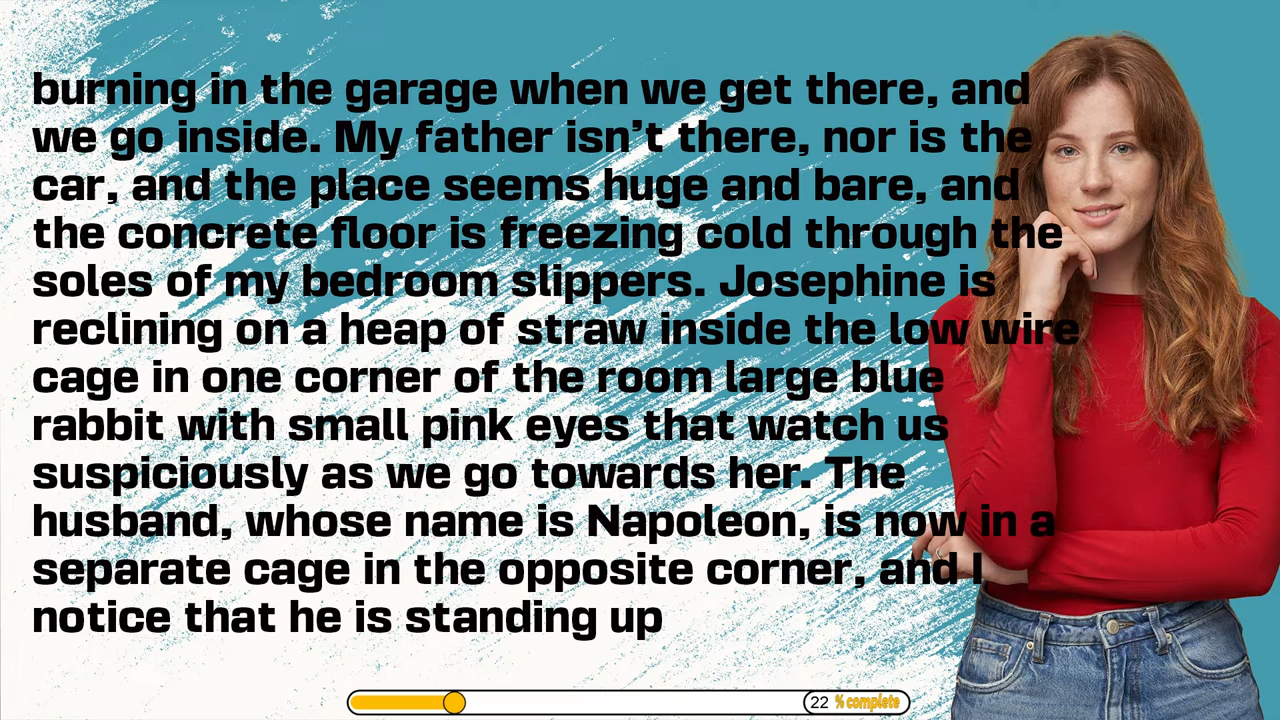 burning in the garage when we get there, and
we go inside. My father isn’t there, nor is the
car, and the place seems huge and bare, and
the concrete floor is freezing cold through the
soles of my bedroom slippers. Josephine is
reclining on a heap of straw inside the low wire
cage in one corner of the room large blue
rabbit with small pink eyes that watch us
suspiciously as we go towards her. The
husband, whose name is Napoleon, is now in a
separate cage in the opposite corner, and I
notice that he is standing up
22 % complete